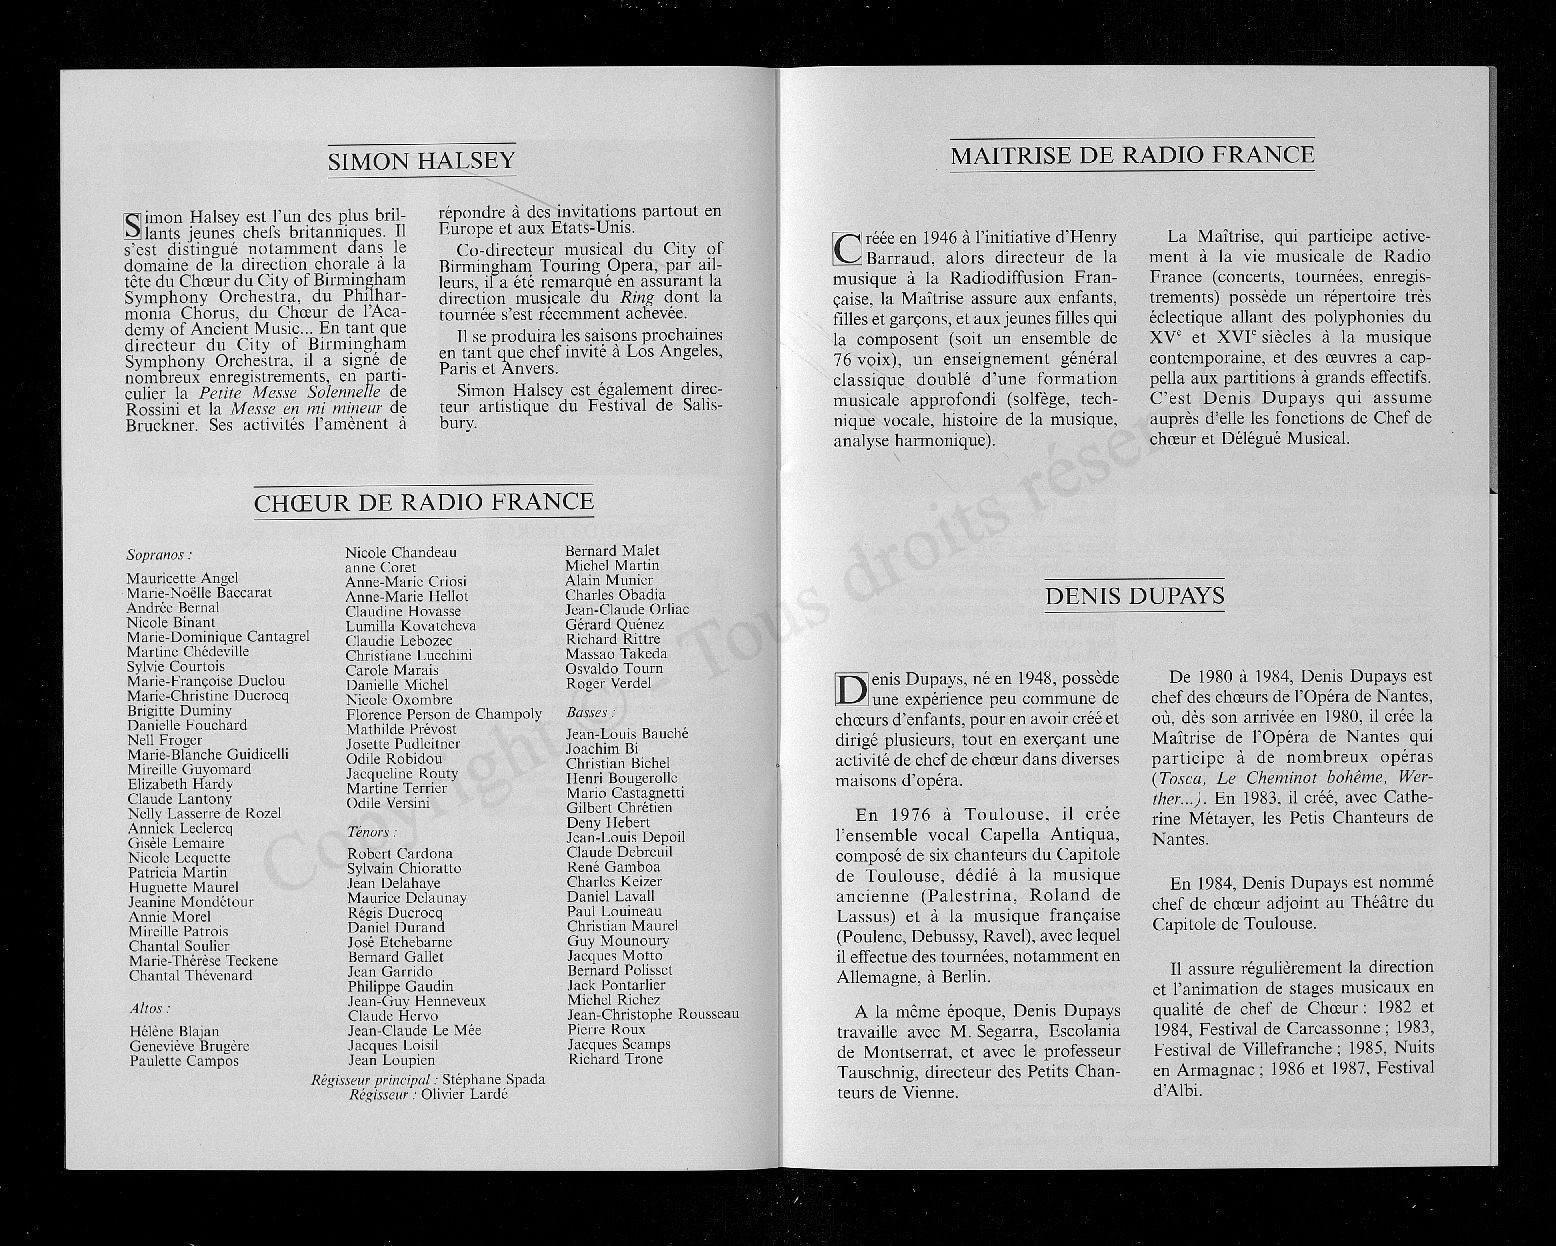 SIMON HALSEY
Simon Halsey est l'un des plus bril-
lants jeunes chefs britanniques. Il
s'est distingué notamment dans le
domaine de la direction chorale à la
tête du Chœur du City of Birmingham
Symphony Orchestra, du Philhar-
monia Chorus, du Chœur de l'Aca-
demy of Ancient Music... En tant que
directeur du City of Birmingham
Symphony Orchestra, il a signé de
nombreux enregistrements, en parti-
culier la Petite Messe Solennelle de
Rossini et la Messe en mi mineur de
Bruckner. Ses activités l'amènent à
répondre à des invitations partout en
Europe et aux Etats-Unis.
Co-directeur musical du City of
Birmingham Touring Opera, par ail-
leurs, il a été remarqué en assurant la
direction musicale du Ring dont la
tournée s'est récemment achevée.
Il se produira les saisons prochaines
en tant que chef invité à Los Angeles,
Paris et Anvers.
Simon Halsey est également direc-
teur artistique du Festival de Salis-
bury.
CHŒUR DE RADIO FRANCE
Sopranos :
Mauricette Angel
Marie-Noëlle Baccarat
Andrée Bernal
Nicole Binant
Marie-Dominique Cantagrel
Martine Chédeville
Sylvie Courtois
Marie-Françoise Duclou
Marie-Christine Ducrocq
Brigitte Duminy
Danielle Fouchard
Nell Froger
Marie-Blanche Guidicelli
Mireille Guyomard
Elizabeth Hardy
Claude Lantony
Nelly Lasserre de Rozel
Annick Leclercq
Gisèle Lemaire
Nicole Lequette
Patricia Martin
Huguette Maurel
Jeanine Mondétour
Annie Morel
Mireille Patrois
Chantal Soulier
Marie-Thérèse Teckene
Chantal Thévenard
Altos :
Hélène Blajan
Geneviève Brugère
Paulette Campos
Nicole Chandeau
anne Coret
Anne-Marie Criosi
Anne-Marie Hellot
Claudine Hovasse
Lumilla Kovatcheva
Claudie Lebozec
Christiane Lucchini
Carole Marais
Danielle Michel
Nicole Oxombre
Florence Person de Champoly
Mathilde Prévost
Josette Pudleitner
Odile Robidou
Jacqueline Routy
Martine Terrier
Odile Versini
Ténors :
Robert Cardona
Sylvain Chioratto
Jean Delahaye
Maurice Delaunay
Régis Ducrocq
Daniel Durand
José Etchebarne
Bernard Gallet
Jean Garrido
Philippe Gaudin
Jean-Guy Henneveux
Claude Hervo
Jean-Claude Le Mée
Jacques Loisil
Jean Loupien
Bernard Malet
Michel Martin
Alain Munier
Charles Obadia
Jean-Claude Orliac
Gérard Quénez
Richard Rittre
Massao Takeda
Osvaldo Tourn
Roger Verdel
Basses :
Jean-Louis Bauché
Joachim Bi
Christian Bichel
Henri Bougerolle
Mario Castagnetti
Gilbert Chrétien
Deny Hebert
Jean-Louis Depoil
Claude Debreuil
René Gamboa
Charles Keizer
Daniel Lavall
Paul Louineau
Christian Maurel
Guy Mounoury
Jacques Motto
Bernard Polisset
Jack Pontarlier
Michel Richez
Jean-Christophe Rousseau
Pierre Roux
Jacques Scamps
Richard Trone
Régisseur principal : Stéphane Spada
Régisseur : Olivier Lardé
MAITRISE DE RADIO FRANCE
Créée en 1946 à l'initiative d'Henry
Barraud, alors directeur de la
musique à la Radiodiffusion Fran-
çaise, la Maîtrise assure aux enfants,
filles et garçons, et aux jeunes filles qui
la composent (soit un ensemble de
76 voix), un enseignement général
classique doublé d'une formation
musicale approfondi (solfège, tech-
nique vocale, histoire de la musique,
analyse harmonique).
La Maîtrise, qui participe active-
ment à la vie musicale de Radio
France (concerts, tournées, enregis-
trements) possède un répertoire très
éclectique allant des polyphonies du
XVe et XVIe siècles à la musique
contemporaine, et des œuvres a cap-
pella aux partitions à grands effectifs.
C'est Denis Dupays qui assume
auprès d'elle les fonctions de Chef de
chœur et Délégué Musical.
DENIS DUPAYS
Denis Dupays, né en 1948, possède
une expérience peu commune de
chœurs d'enfants, pour en avoir créé et
dirigé plusieurs, tout en exerçant une
activité de chef de chœur dans diverses
maisons d'opéra.
En 1976 à Toulouse, il crée
l'ensemble vocal Capella Antiqua,
composé de six chanteurs du Capitole
de Toulouse, dédié à la musique
ancienne (Palestrina, Roland de
Lassus) et à la musique française
(Poulenc, Debussy, Ravel), avec lequel
il effectue des tournées, notamment en
Allemagne, à Berlin.
A la même époque, Denis Dupays
travaille avec M. Segarra, Escolania
de Montserrat, et avec le professeur
Tauschnig, directeur des Petits Chan-
teurs de Vienne.
De 1980 à 1984, Denis Dupays est
chef des chœurs de l'Opéra de Nantes,
où, dès son arrivée en 1980, il crée la
Maîtrise de l'Opéra de Nantes qui
participe à de nombreux opéras
(Tosca, Le Cheminot bohême, Wer-
ther...). En 1983, il créé, avec Cathe-
rine Métayer, les Petis Chanteurs de
Nantes.
En 1984, Denis Dupays est nommé
chef de chœur adjoint au Théâtre du
Capitole de Toulouse.
Il assure régulièrement la direction
et l'animation de stages musicaux en
qualité de chef de Chœur : 1982 et
1984, Festival de Carcassonne ; 1983,
Festival de Villefranche ; 1985, Nuits
en Armagnac ; 1986 et 1987, Festival
d'Albi.
Copyright © - Tous droits réservés